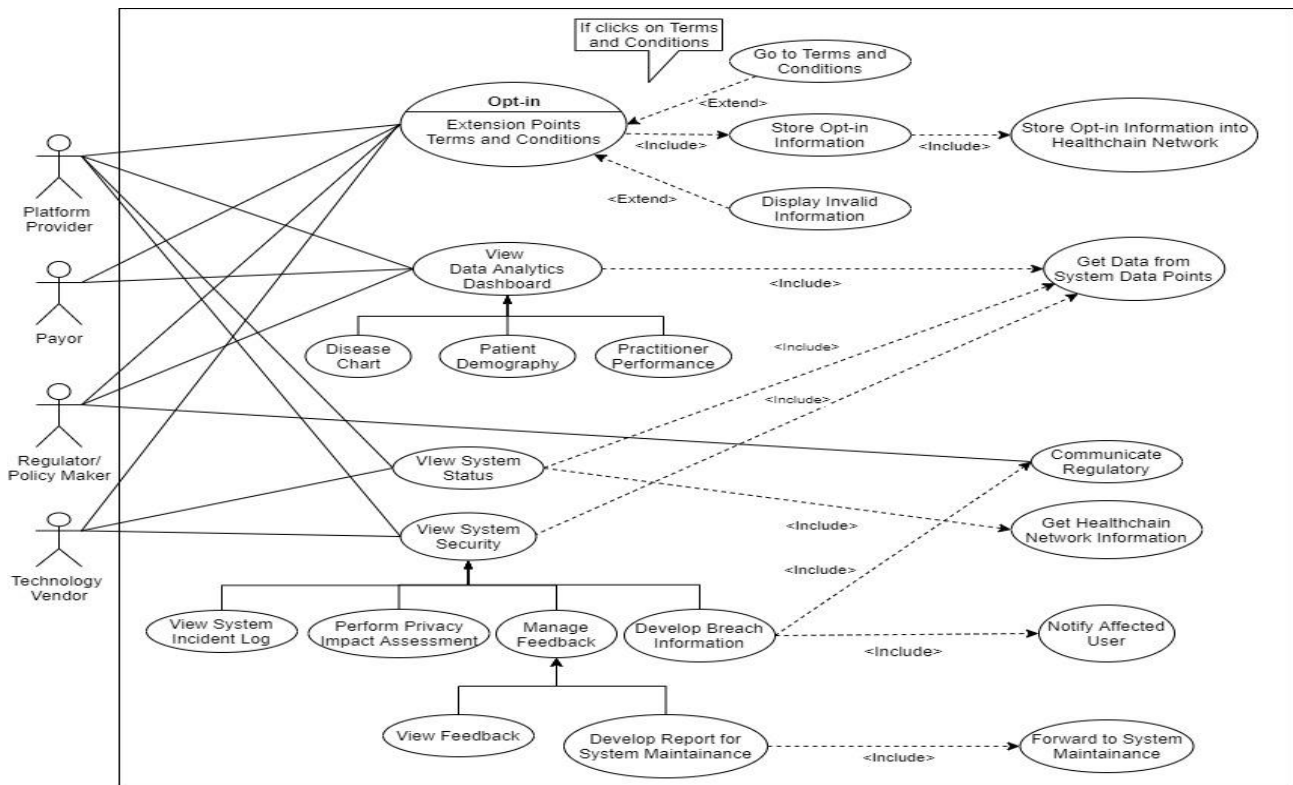 If clicks on Terms
and Conditions
Go to Terms and
Conditions
<Extend>
Opt-in
Extension Points
Terms and Conditions
<Include>
Store Opt-in
Information
<Include>
Store Opt-in Information into
Healthchain Network
<Extend>
Display Invalid
Information
Platform
Provider
View
Data Analytics
Dashboard
<Include>
Get Data from
System Data Points
Payor
Disease
Chart
Patient
Demography
Practitioner
Performance
<Include>
<Include>
Regulator/
Policy Maker
VIew System
Status
Communicate
Regulatory
View System
Security
<Include>
Get Healthchain
Network Information
Technology
Vendor
<Include>
View System
Incident Log
Perform Privacy
Impact Assessment
Manage
Feedback
Develop Breach
Information
<Include>
Notify Affected
User
View Feedback
Develop Report for
System Maintainance
<Include>
Forward to System
Maintainance